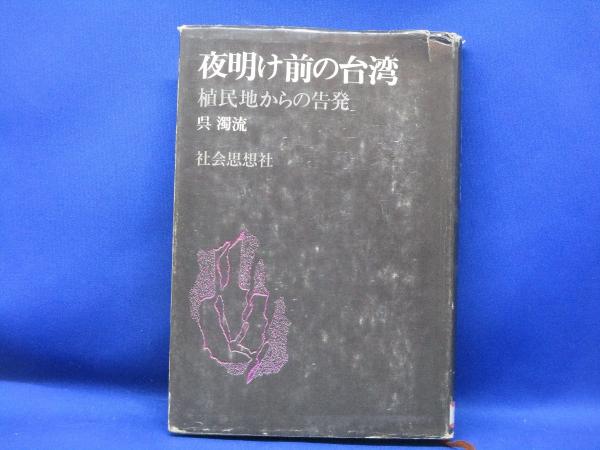 夜明け前の台湾
植民地からの告発
呉 濁流
社会思想社